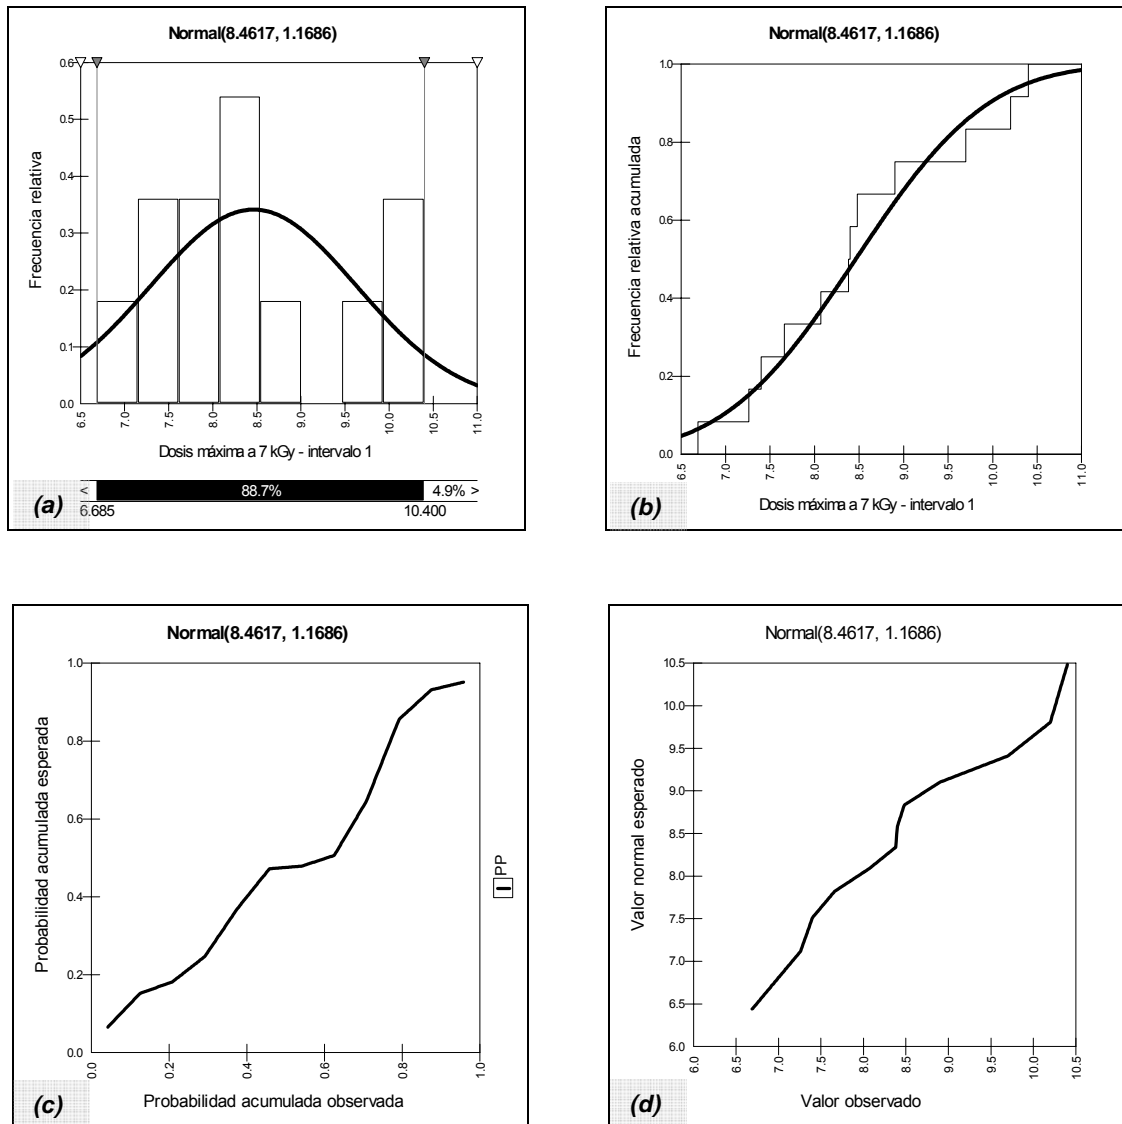 Normal(8.4617, 1.1686)
0.6
0.5
0.4
0.3
0.2
0.1
0.0
Frecuencia relativa
6.5 7.0 7.5 8.0 8.5 9.0 9.5 10.0 10.5 11.0
Dosis máxima a 7 kGy - intervalo 1
< 88.7% 4.9% >
6.685 10.400
(a)
Normal(8.4617, 1.1686)
1.0
0.8
0.6
0.4
0.2
0.0
Frecuencia relativa acumulada
6.5 7.0 7.5 8.0 8.5 9.0 9.5 10.0 10.5 11.0
Dosis máxima a 7 kGy - intervalo 1
(b)
Normal(8.4617, 1.1686)
1.0
0.8
0.6
0.4
0.2
0.0
Probabilidad acumulada esperada
0.0 0.2 0.4 0.6 0.8 1.0
Probabilidad acumulada observada
PP
(c)
Normal(8.4617, 1.1686)
10.5
10.0
9.5
9.0
8.5
8.0
7.5
7.0
6.5
6.0
Valor normal esperado
6.0 6.5 7.0 7.5 8.0 8.5 9.0 9.5 10.0 10.5
Valor observado
(d)